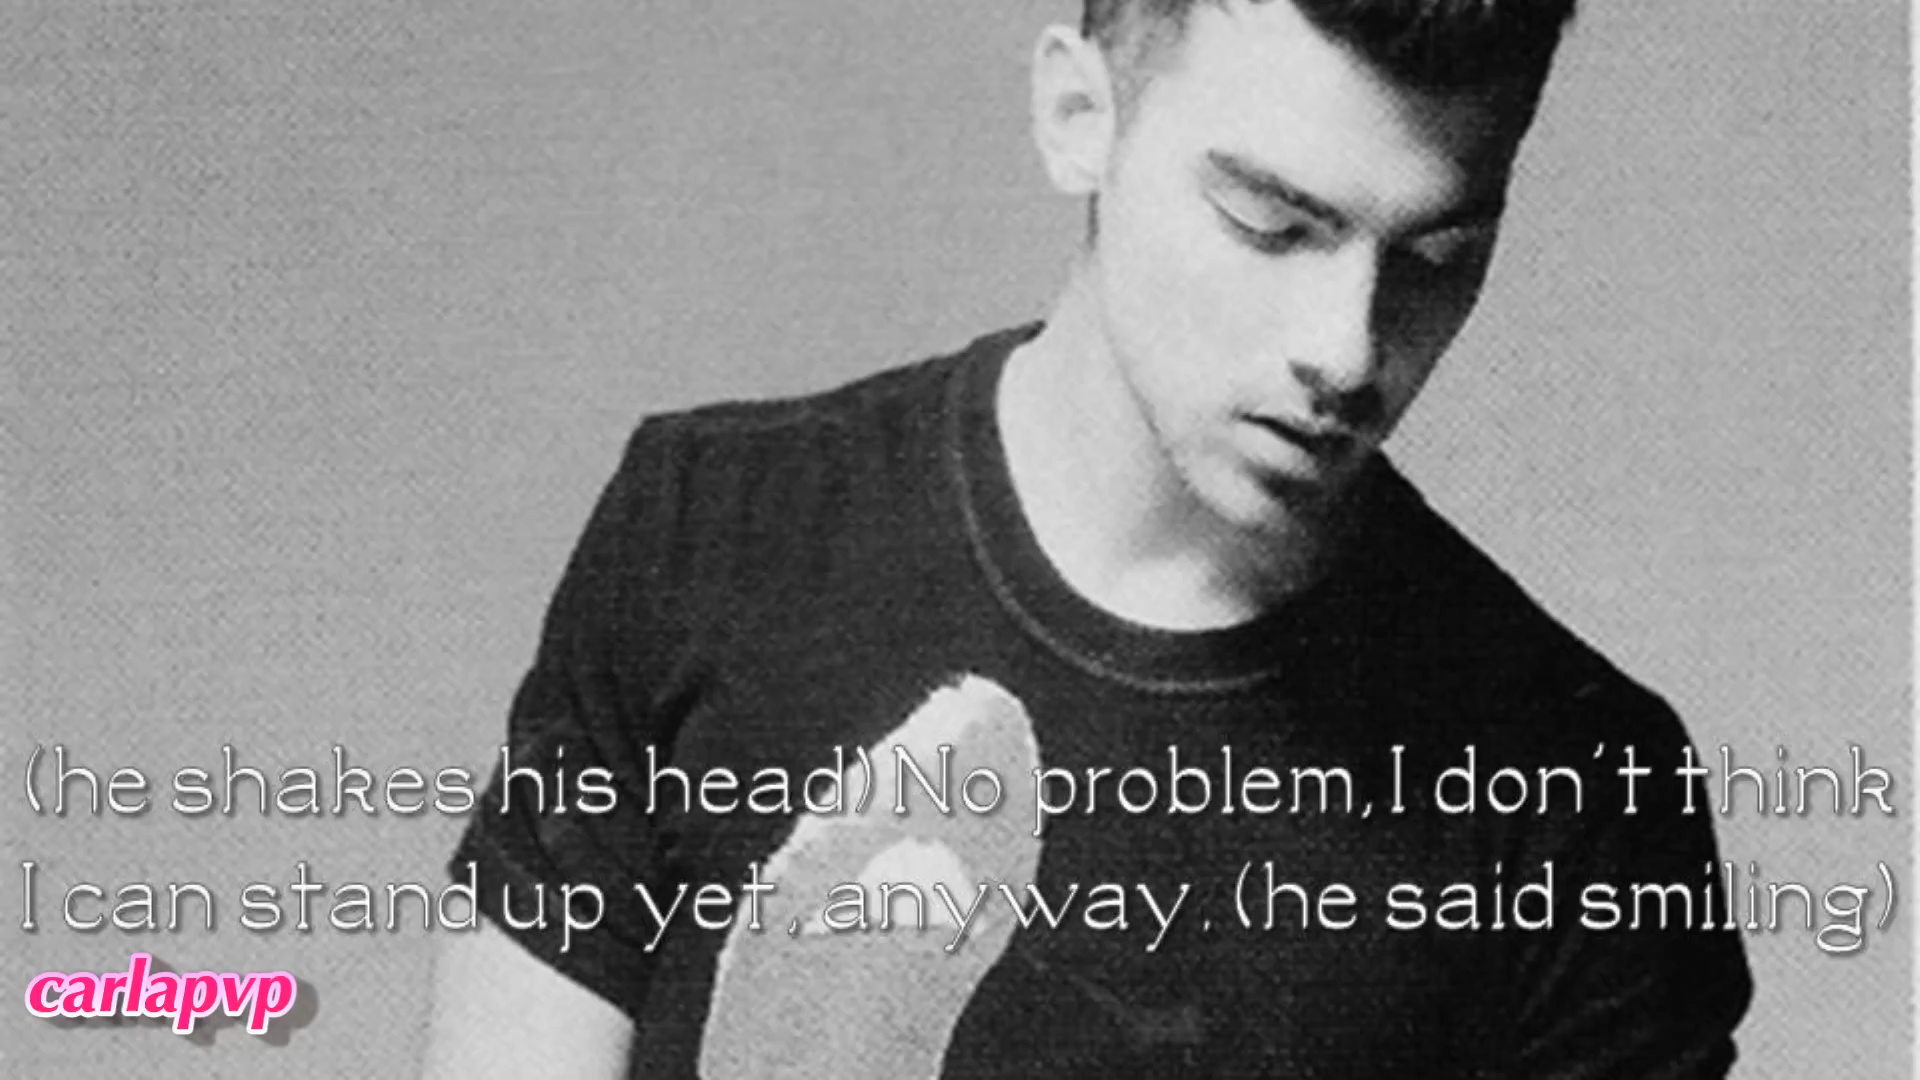 (he shakes his head)No problem,I don't think
I can stand up yet, anyway.(he said smiling)
carlapvp